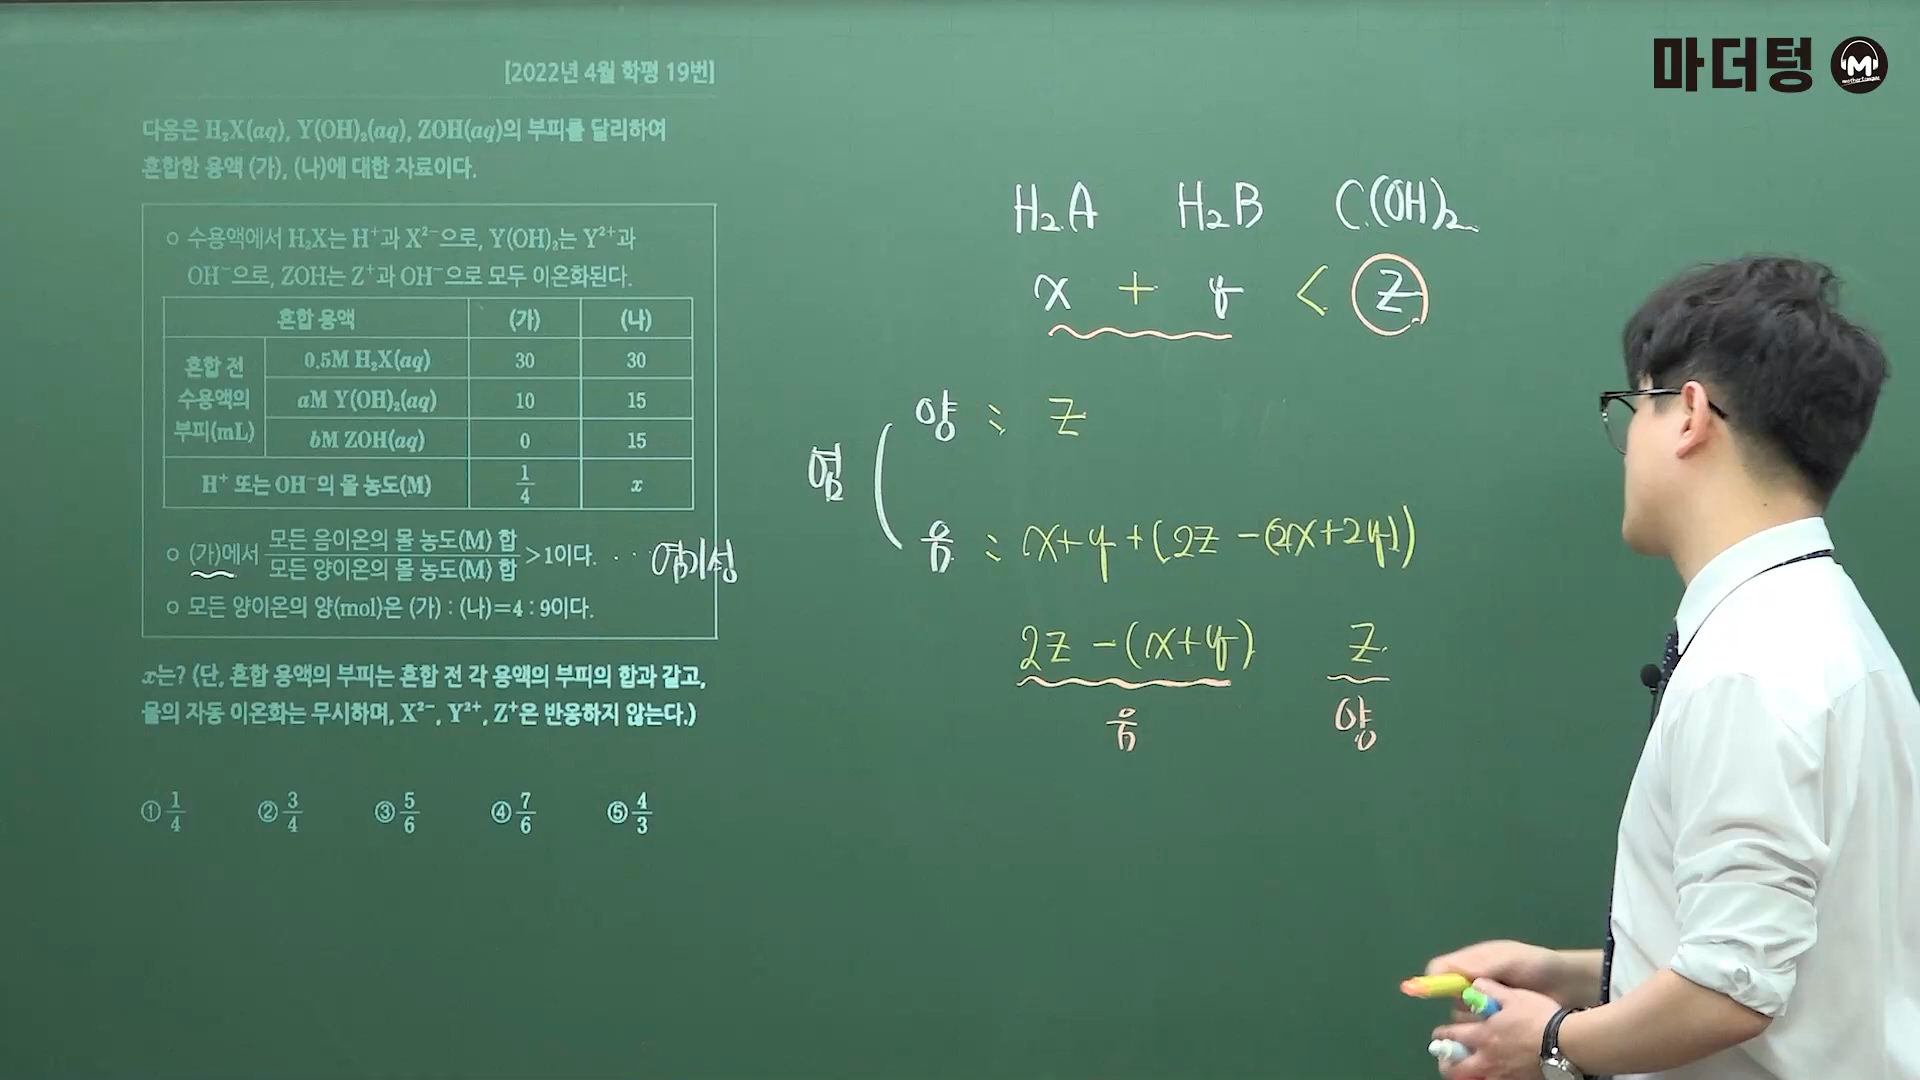 마더텅 M
[2022년 4월 학평 19번]
다음은 H₂X(aq), Y(OH)₂(aq), ZOH(aq)의 부피를 달리하여
혼합한 용액 (가), (나)에 대한 자료이다.
○ 수용액에서 H₂X는 H⁺과 X²⁻으로, Y(OH)₂는 Y²⁺과
OH⁻으로, ZOH는 Z⁺과 OH⁻으로 모두 이온화된다.
혼합 용액 (가) (나)
혼합 전 수용액의 부피(mL)
0.5M H₂X(aq) 30 30
aM Y(OH)₂(aq) 10 15
bM ZOH(aq) 0 15
H⁺ 또는 OH⁻의 몰 농도(M) 1/4 x
○ (가)에서 모든 음이온의 몰 농도(M) 합/모든 양이온의 몰 농도(M) 합 >1이다. ··· 염기성
○ 모든 양이온의 양(mol)은 (가) : (나)=4 : 9이다.
x는? (단, 혼합 용액의 부피는 혼합 전 각 용액의 부피의 합과 같고,
물의 자동 이온화는 무시하며, X²⁻, Y²⁺, Z⁺은 반응하지 않는다.)
① 1/4 ② 3/4 ③ 5/6 ④ 7/6 ⑤ 4/3
H₂A H₂B C(OH)₂
x + y < z
염
양 : z
음 : x+y+(2z-(2x+2y))
2z-(x+y) z
음 양